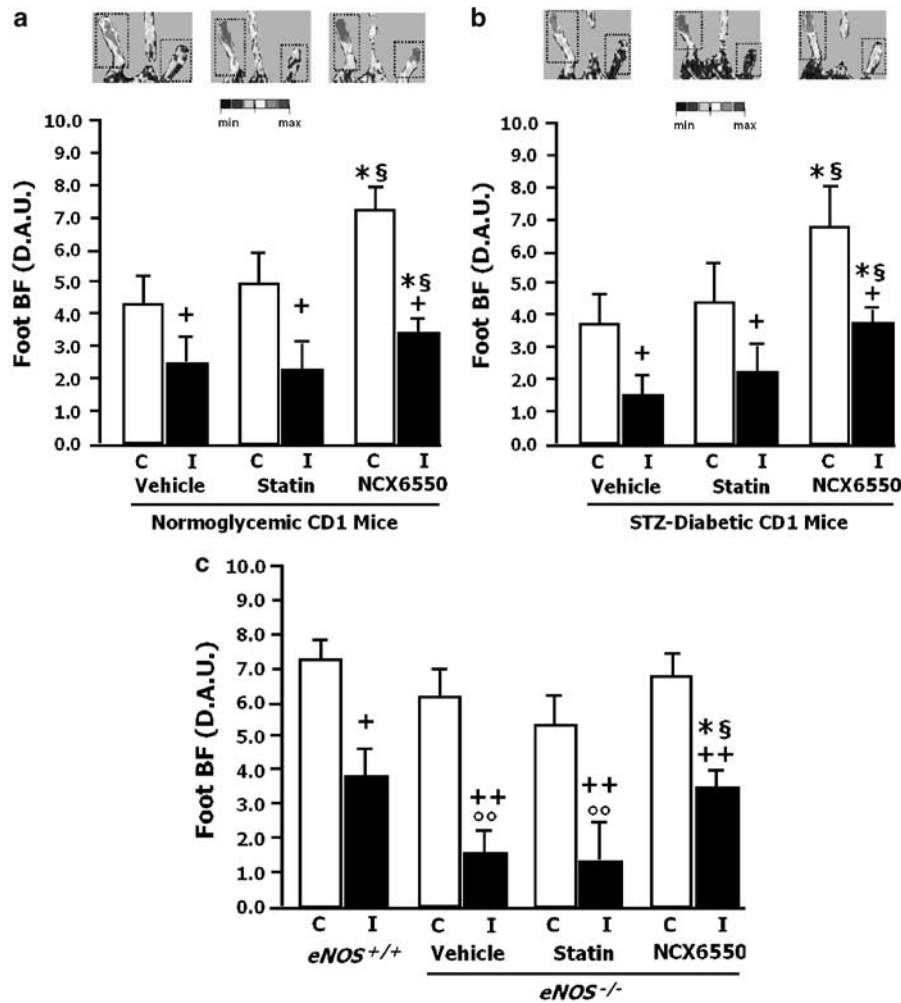 a
b
min max
min max
Foot BF (D.A.U.)
10.0
9.0
8.0
7.0
6.0
5.0
4.0
3.0
2.0
1.0
0.0
+
+
*§
*§
+
C I C I C I
Vehicle Statin NCX6550
Normoglycemic CD1 Mice
Foot BF (D.A.U.)
10.0
9.0
8.0
7.0
6.0
5.0
4.0
3.0
2.0
1.0
0.0
+
+
*§
*§
+
C I C I C I
Vehicle Statin NCX6550
STZ-Diabetic CD1 Mice
c
Foot BF (D.A.U.)
10.0
9.0
8.0
7.0
6.0
5.0
4.0
3.0
2.0
1.0
0.0
+
++
°°
++
°°
*§
++
C I C I C I C I
eNOS+/+ Vehicle Statin NCX6550
eNOS-/-